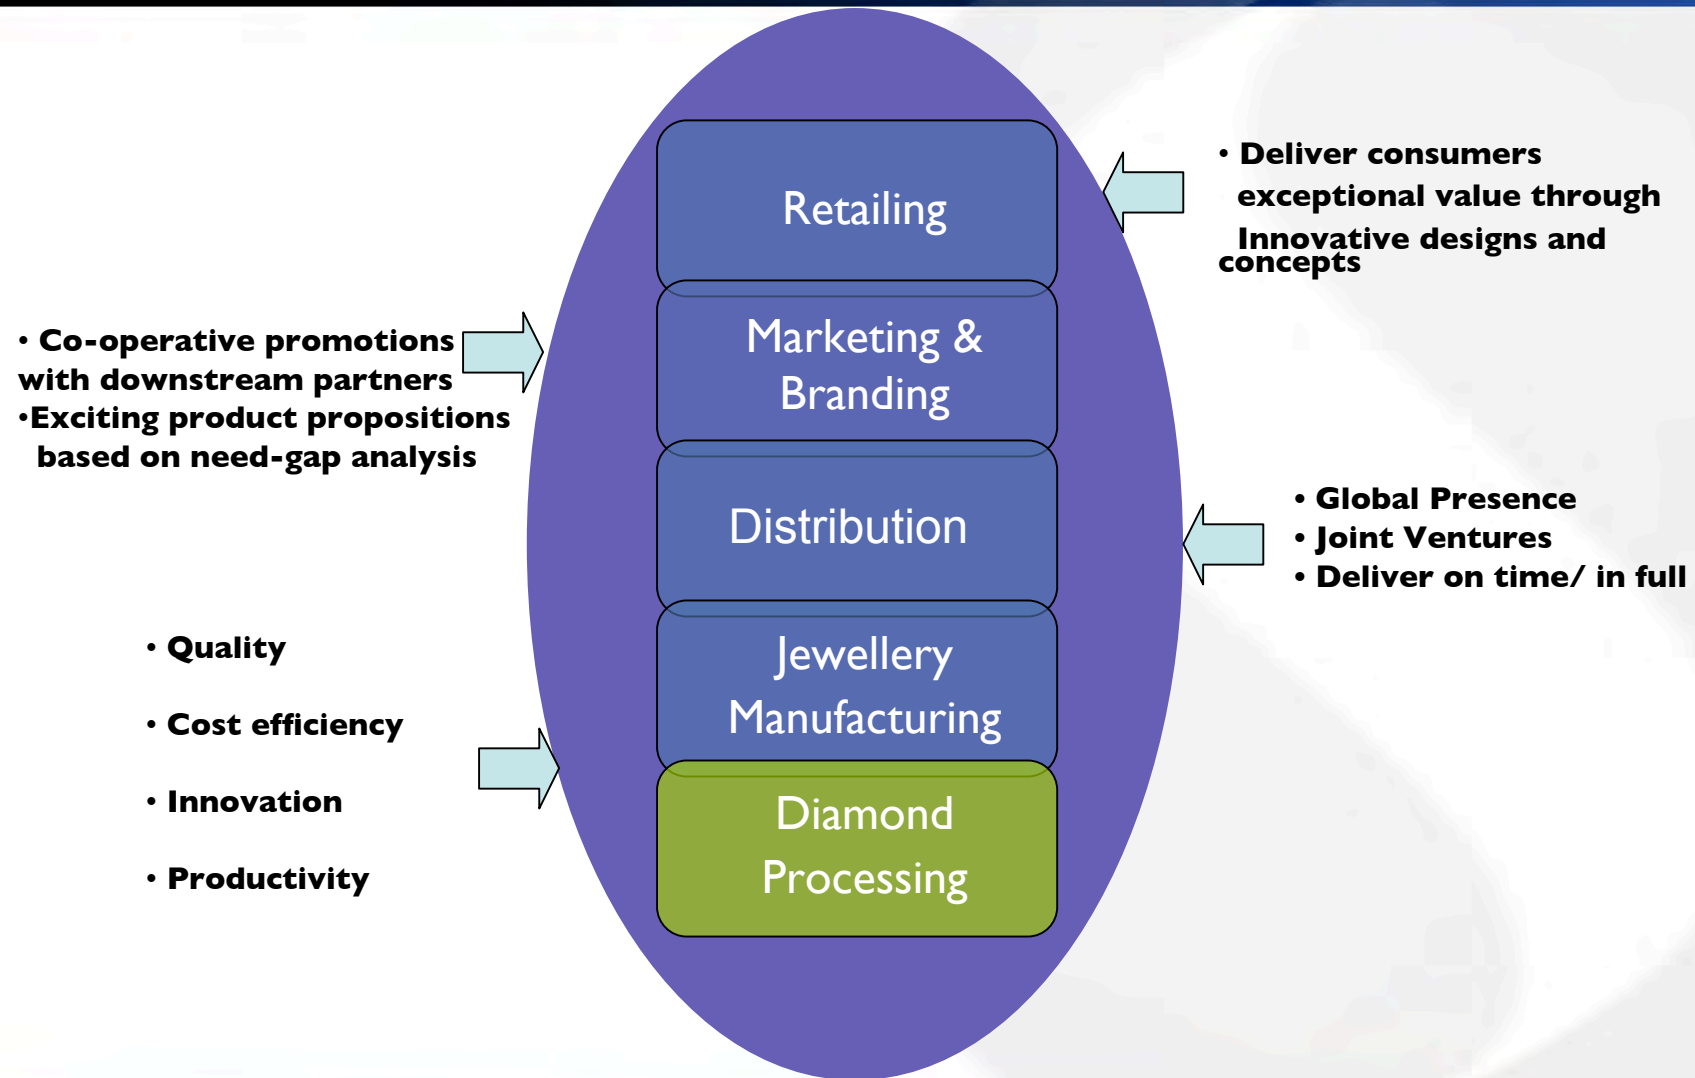 Retailing
• Deliver consumers
exceptional value through
Innovative designs and
concepts
Marketing &
Branding
• Co-operative promotions
with downstream partners
•Exciting product propositions
based on need-gap analysis
Distribution
• Global Presence
• Joint Ventures
• Deliver on time/ in full
Jewellery
Manufacturing
• Quality
• Cost efficiency
• Innovation
• Productivity
Diamond
Processing